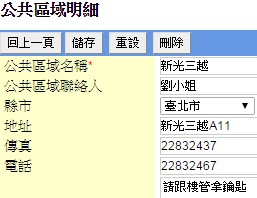 公共區域明細
回上一頁 儲存 重設 刪除
公共區域名稱* 新光三越
公共區域聯絡人 劉小姐
縣市 臺北市
地址 新光三越A11
傳真 22832437
電話 22832467
請跟樓管拿鑰匙